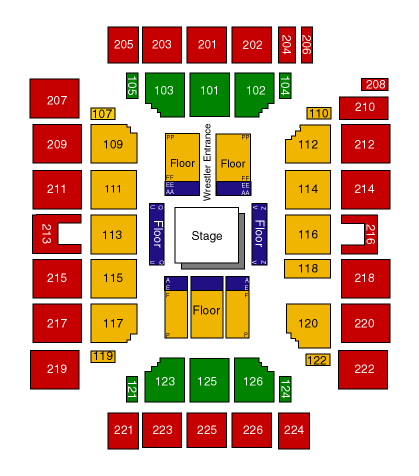 205 203 201 202 204 206
105 103 101 102 104
208
207 210
107 110
209 109 112 212
PP PP
Floor Wrestler Entrance Floor
FF FF
EE EE
AA AA
211 111 114 214
V O Z V
213 113 Floor Stage Floor 116 216
U O Z V
215 115 118 218
A A
E E
F F
Floor
217 117 120 220
P P
219 119 122 222
121 123 125 126 124
221 223 225 226 224